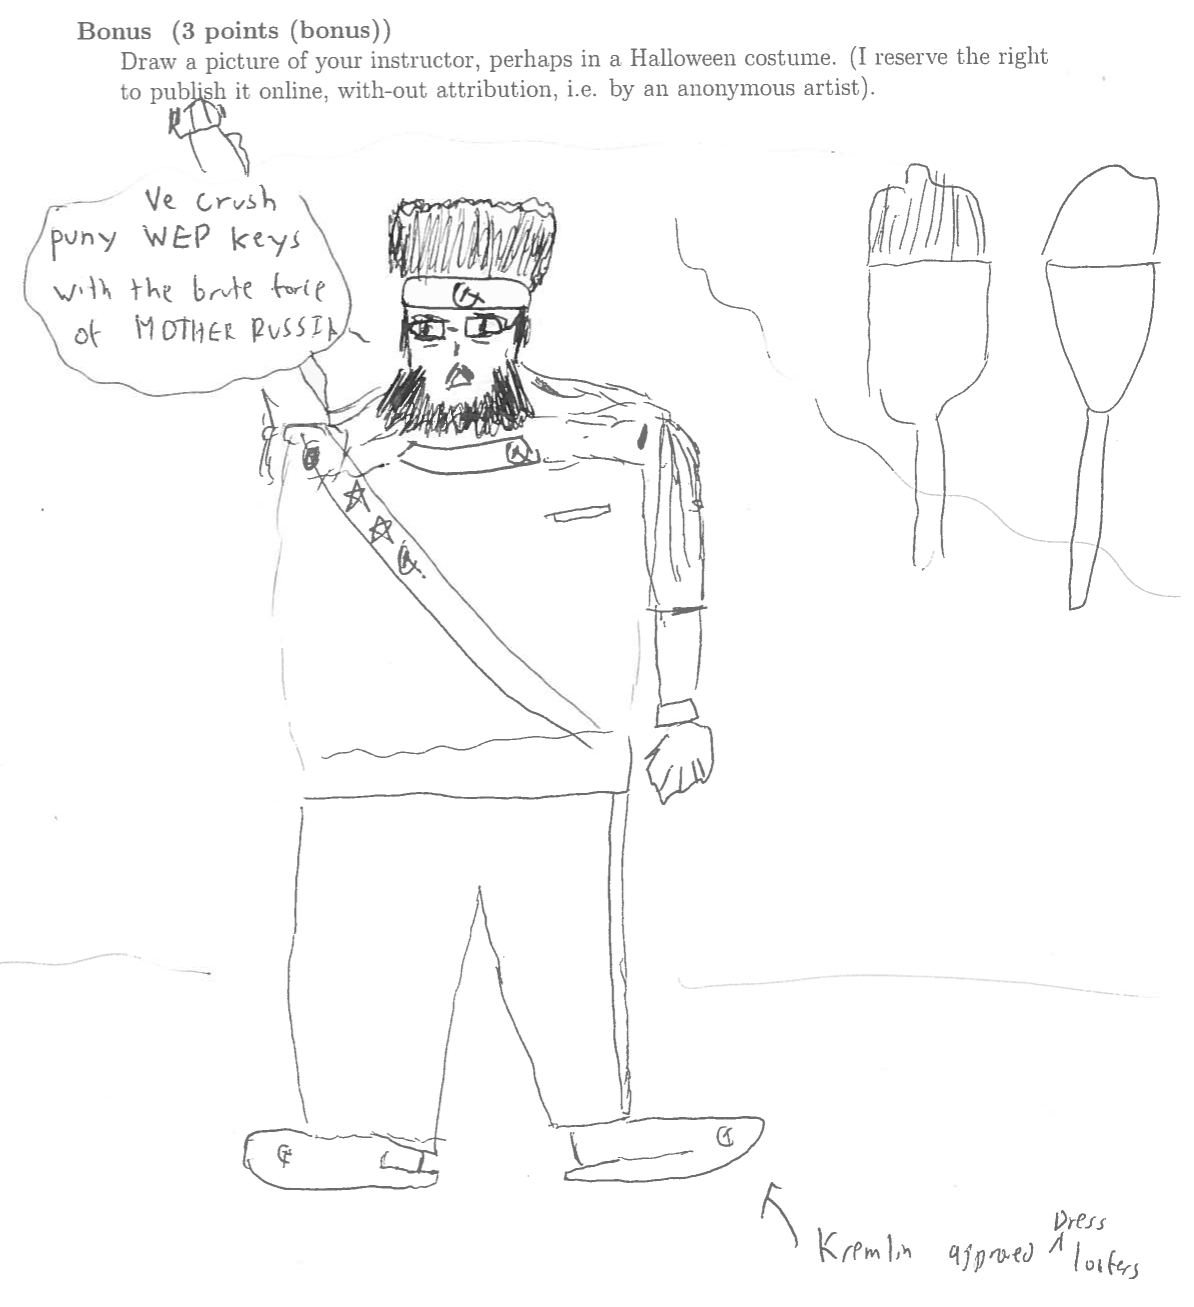 Bonus (3 points (bonus))
Draw a picture of your instructor, perhaps in a Halloween costume. (I reserve the right
to publish it online, with-out attribution, i.e. by an anonymous artist).
Ve crush
puny WEP keys
with the brute force
of MOTHER RUSSIA
Kremlin approved Dress loafers